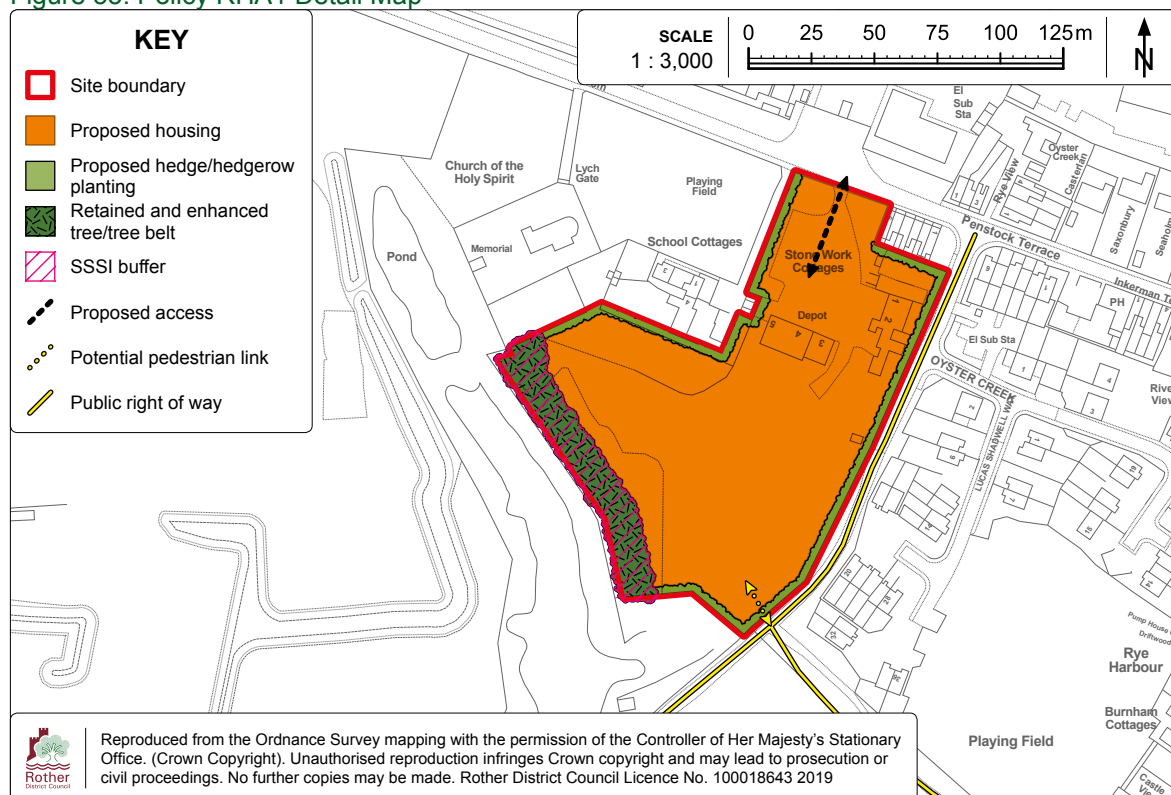 KEY
Site boundary
Proposed housing
Proposed hedge/hedgerow
planting
Retained and enhanced
tree/tree belt
SSSI buffer
Proposed access
Potential pedestrian link
Public right of way
SCALE
1 : 3,000
0 25 50 75 100 125m
N
El
Sub
Sta
Oyster
Creek
Rye View
Casterlan
Saxonbury
Church of the
Holy Spirit
Lych
Gate
Playing
Field
Memorial
School Cottages
Pond
Stone Work
Cottages
Depot
Penstock Terrace
PH
El Sub Sta
OYSTER CREEK
LUCAS SHADWELL WAY
Pump House
Driftwood
Rye
Harbour
Burnham
Cottages
Playing Field
Castle
Rother
District Council
Reproduced from the Ordnance Survey mapping with the permission of the Controller of Her Majesty's Stationary
Office. (Crown Copyright). Unauthorised reproduction infringes Crown copyright and may lead to prosecution or
civil proceedings. No further copies may be made. Rother District Council Licence No. 100018643 2019